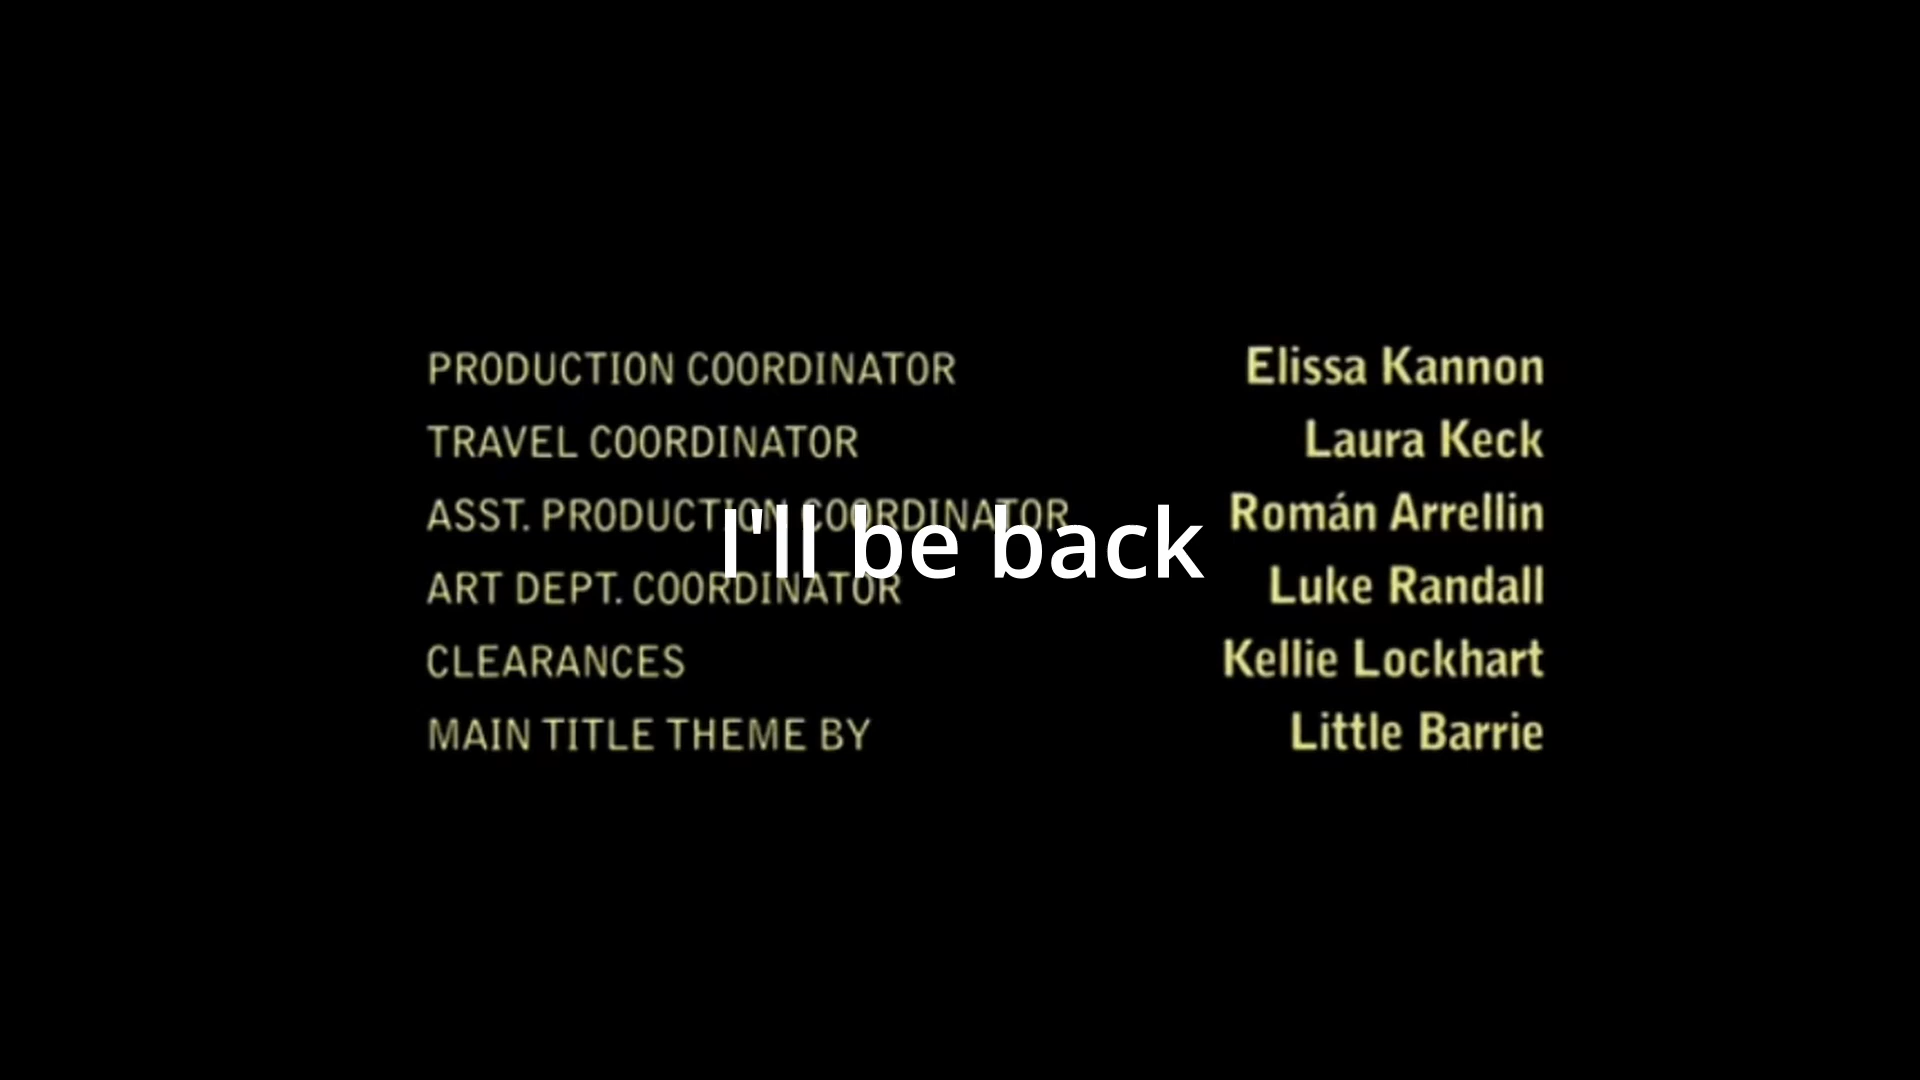 PRODUCTION COORDINATOR Elissa Kannon
TRAVEL COORDINATOR Laura Keck
ASST. PRODUCTION COORDINATOR Román Arrellin
I'll be back
ART DEPT. COORDINATOR Luke Randall
CLEARANCES Kellie Lockhart
MAIN TITLE THEME BY Little Barrie